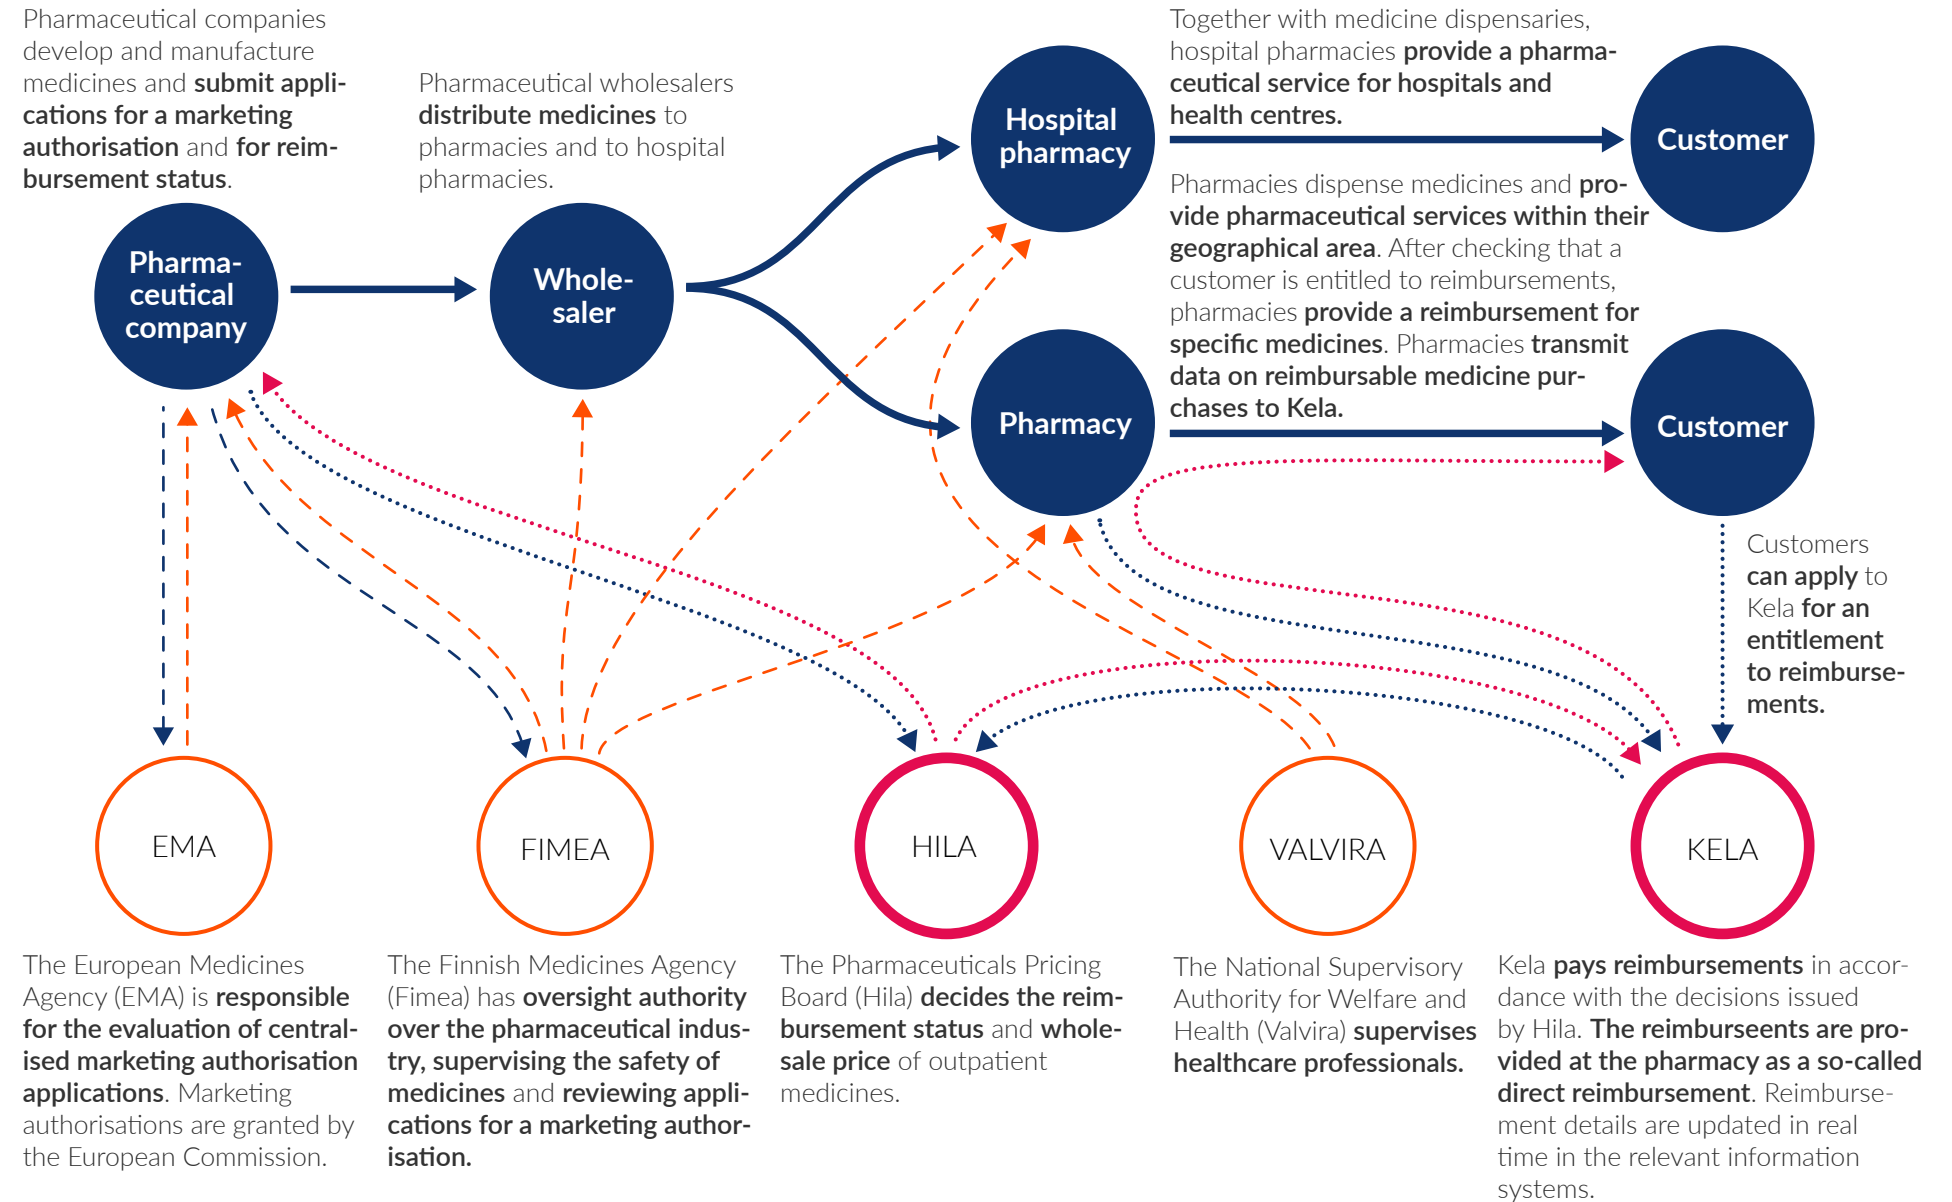 Pharmaceutical companies
develop and manufacture
medicines and submit appli-
cations for a marketing
authorisation and for reim-
bursement status.
Pharmaceutical wholesalers
distribute medicines to
pharmacies and to hospital
pharmacies.
Together with medicine dispensaries,
hospital pharmacies provide a pharma-
ceutical service for hospitals and
health centres.
Hospital
pharmacy
Customer
Pharmacies dispense medicines and pro-
vide pharmaceutical services within their
geographical area. After checking that a
customer is entitled to reimbursements,
pharmacies provide a reimbursement for
specific medicines. Pharmacies transmit
data on reimbursable medicine pur-
chases to Kela.
Pharma-
ceutical
company
Whole-
saler
Pharmacy
Customer
Customers
can apply to
Kela for an
entitlement
to reimburse-
ments.
EMA
FIMEA
HILA
VALVIRA
KELA
The European Medicines
Agency (EMA) is responsible
for the evaluation of central-
ised marketing authorisation
applications. Marketing
authorisations are granted by
the European Commission.
The Finnish Medicines Agency
(Fimea) has oversight authority
over the pharmaceutical indus-
try, supervising the safety of
medicines and reviewing appli-
cations for a marketing author-
isation.
The Pharmaceuticals Pricing
Board (Hila) decides the reim-
bursement status and whole-
sale price of outpatient
medicines.
The National Supervisory
Authority for Welfare and
Health (Valvira) supervises
healthcare professionals.
Kela pays reimbursements in accor-
dance with the decisions issued
by Hila. The reimburseents are pro-
vided at the pharmacy as a so-called
direct reimbursement. Reimburse-
ment details are updated in real
time in the relevant information
systems.